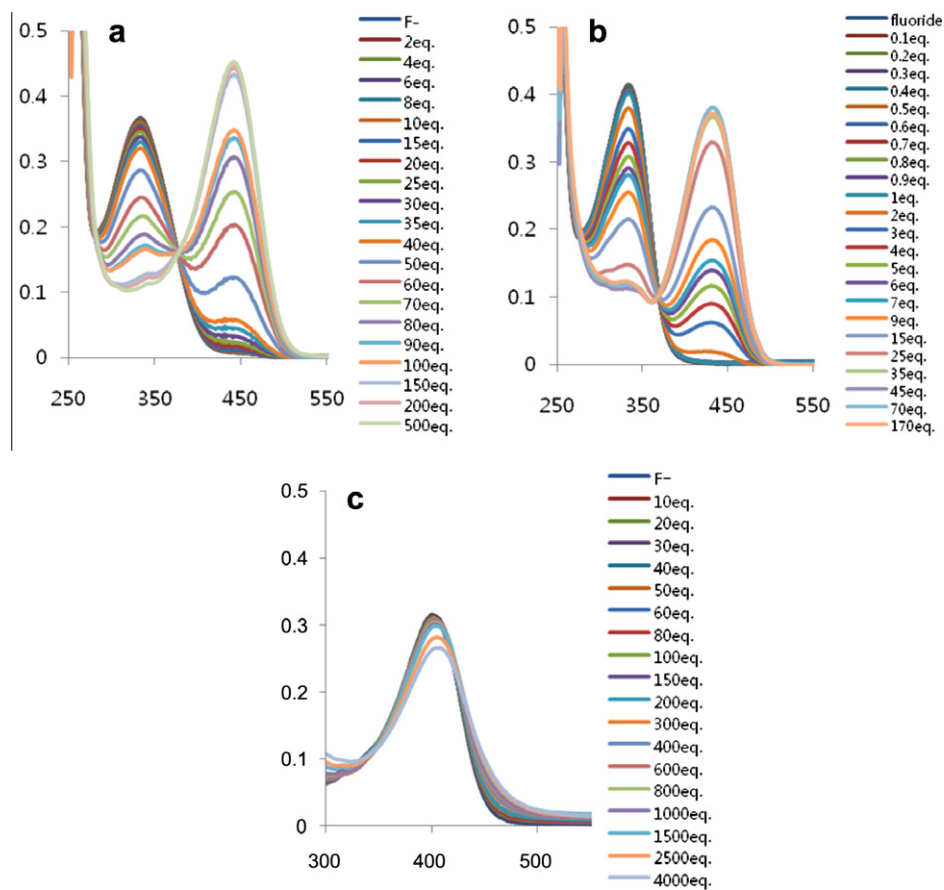 a
0.5
0.4
0.3
0.2
0.1
0
250
350
450
550
F-
2eq.
4eq.
6eq.
8eq.
10eq.
15eq.
20eq.
25eq.
30eq.
35eq.
40eq.
50eq.
60eq.
70eq.
80eq.
90eq.
100eq.
150eq.
200eq.
500eq.
b
0.5
0.4
0.3
0.2
0.1
0
250
350
450
550
fluoride
0.1eq.
0.2eq.
0.3eq.
0.4eq.
0.5eq.
0.6eq.
0.7eq.
0.8eq.
0.9eq.
1eq.
2eq.
3eq.
4eq.
5eq.
6eq.
7eq.
9eq.
15eq.
25eq.
35eq.
45eq.
70eq.
170eq.
c
0.5
0.4
0.3
0.2
0.1
0
300
400
500
F-
10eq.
20eq.
30eq.
40eq.
50eq.
60eq.
80eq.
100eq.
150eq.
200eq.
300eq.
400eq.
600eq.
800eq.
1000eq.
1500eq.
2500eq.
4000eq.